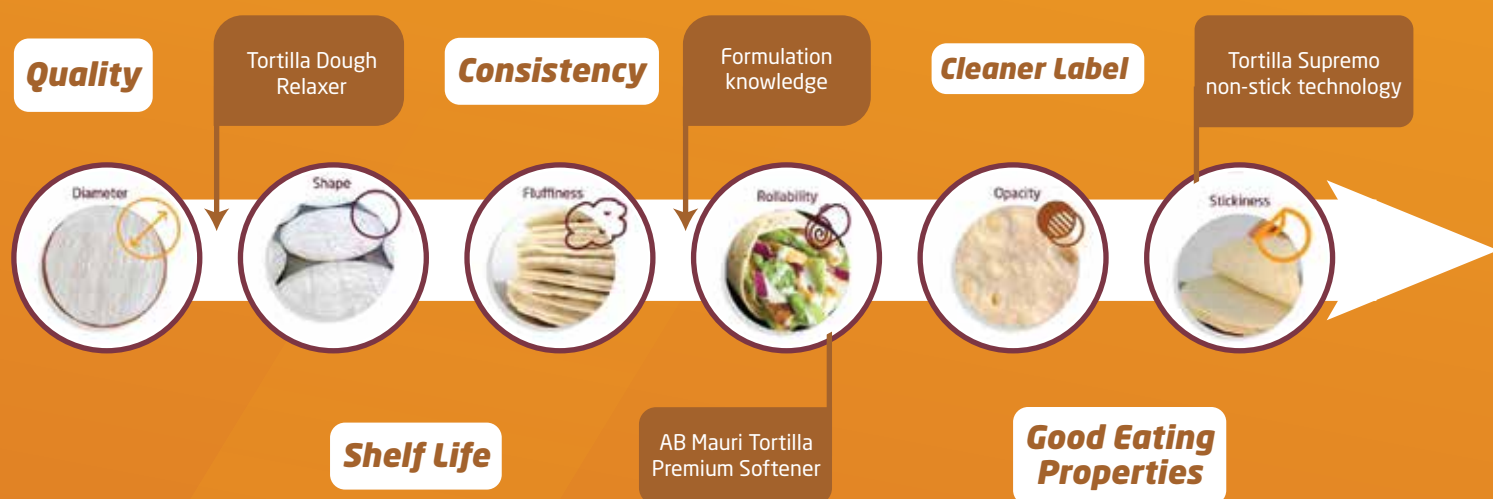 Quality
Tortilla Dough
Relaxer
Consistency
Formulation
knowledge
Cleaner Label
Tortilla Supremo
non-stick technology
Diameter
Shape
Fluffiness
Rollability
Opacity
Stickiness
Shelf Life
AB Mauri Tortilla
Premium Softener
Good Eating
Properties